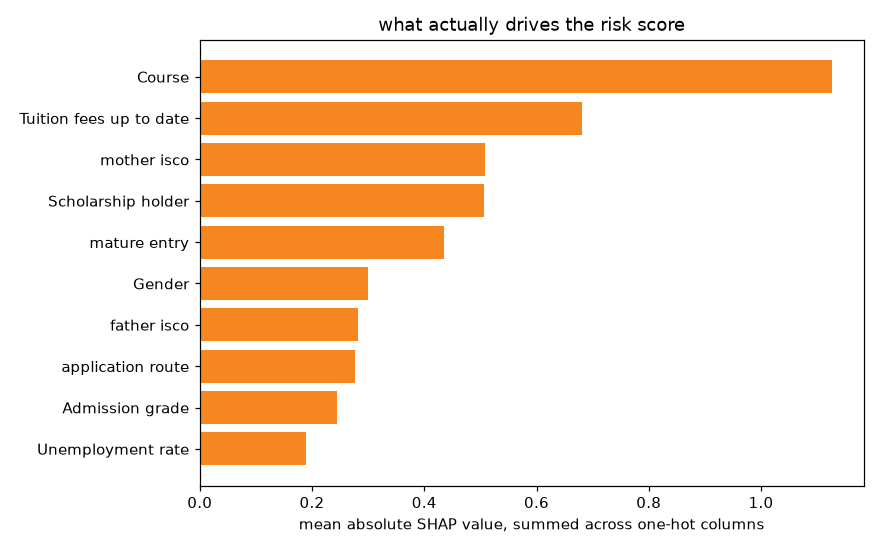 what actually drives the risk score
Course
Tuition fees up to date
mother isco
Scholarship holder
mature entry
Gender
father isco
application route
Admission grade
Unemployment rate
0.0 0.2 0.4 0.6 0.8 1.0
mean absolute SHAP value, summed across one-hot columns